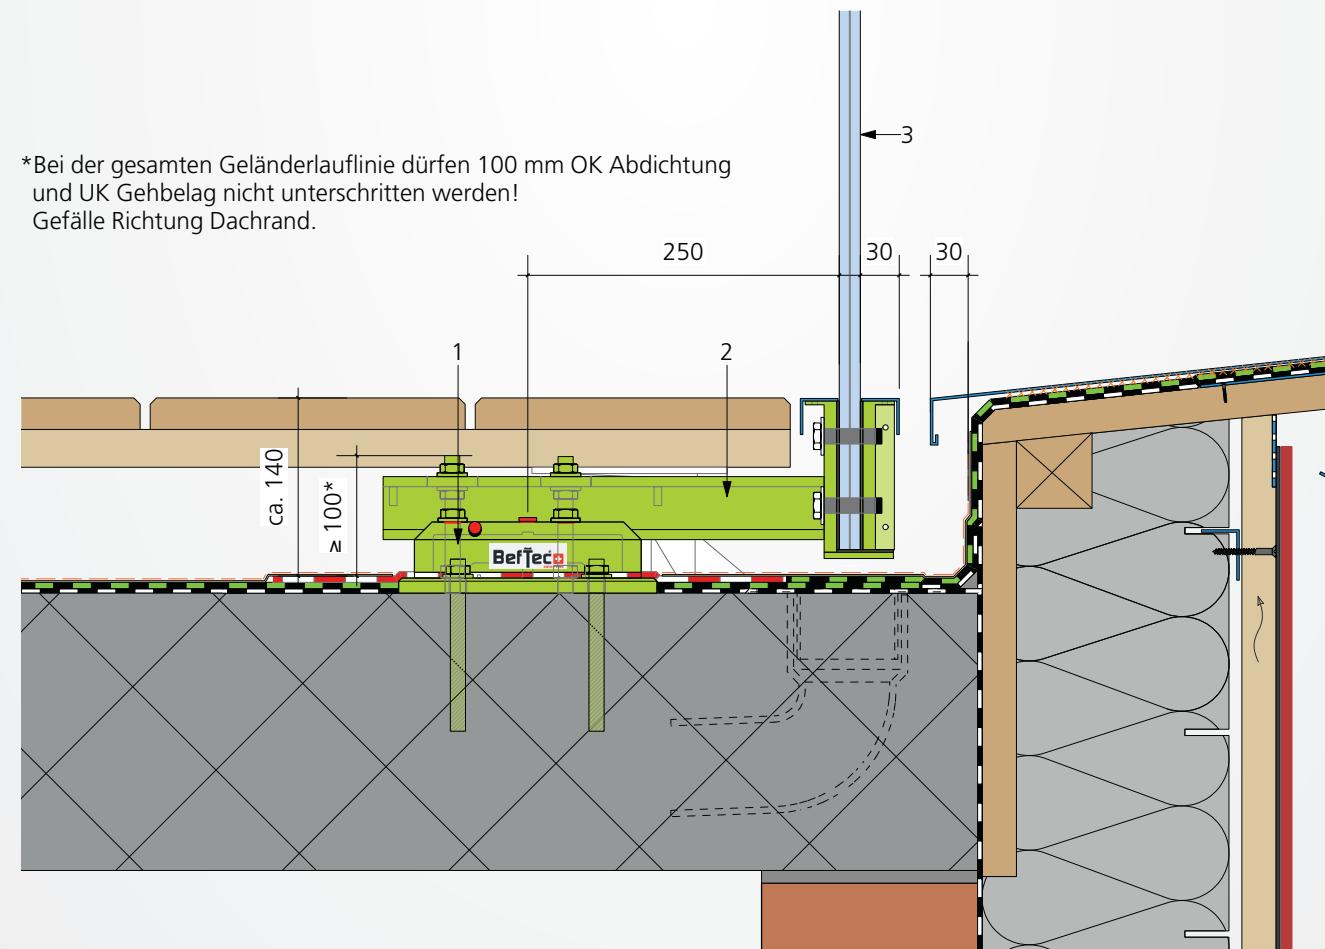 *Bei der gesamten Geländerlauflinie dürfen 100 mm OK Abdichtung
und UK Gehbelag nicht unterschritten werden!
Gefälle Richtung Dachrand.
3
250
30
30
1
2
ca. 140
≥ 100*
BefTec